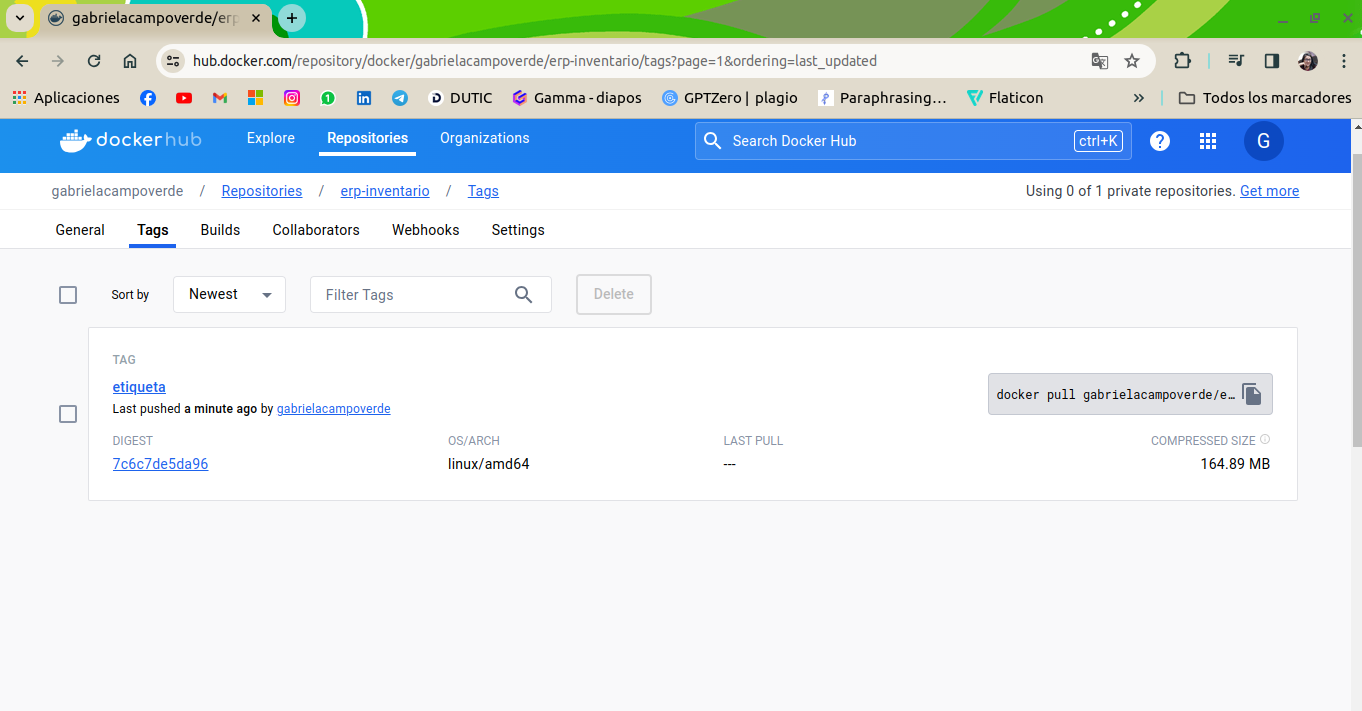 gabrielacampoverde/erp
hub.docker.com/repository/docker/gabrielacampoverde/erp-inventario/tags?page=1&ordering=last_updated
Aplicaciones 1 DUTIC Gamma - diapos GPTZero | plagio Paraphrasing... Flaticon » Todos los marcadores
dockerhub Explore Repositories Organizations Search Docker Hub ctrl+K ? G
gabrielacampoverde / Repositories / erp-inventario / Tags Using 0 of 1 private repositories. Get more
General Tags Builds Collaborators Webhooks Settings
Sort by Newest Filter Tags Delete
TAG
etiqueta
docker pull gabrielacampoverde/e...
Last pushed a minute ago by gabrielacampoverde
DIGEST OS/ARCH LAST PULL COMPRESSED SIZE
7c6c7de5da96 linux/amd64 --- 164.89 MB